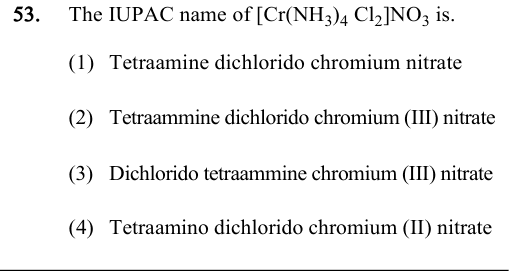 53. The IUPAC name of [Cr(NH₃)₄ Cl₂]NO₃ is.
(1) Tetraamine dichlorido chromium nitrate
(2) Tetraammine dichlorido chromium (III) nitrate
(3) Dichlorido tetraammine chromium (III) nitrate
(4) Tetraamino dichlorido chromium (II) nitrate